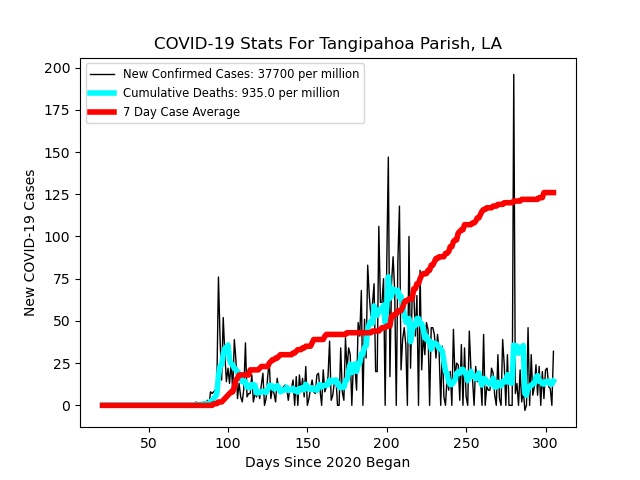 COVID-19 Stats For Tangipahoa Parish, LA
New Confirmed Cases: 37700 per million
Cumulative Deaths: 935.0 per million
7 Day Case Average
New COVID-19 Cases
200
175
150
125
100
75
50
25
0
50 100 150 200 250 300
Days Since 2020 Began